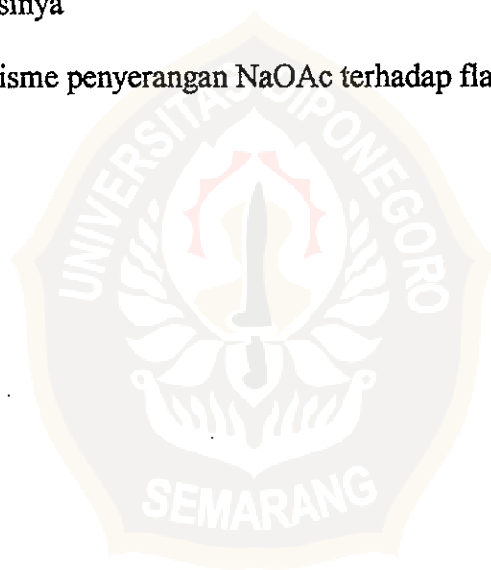 sinya
isme penyerangan NaOAc terhadap fla
UNIVERSITAS DIPONEGORO
SEMARANG